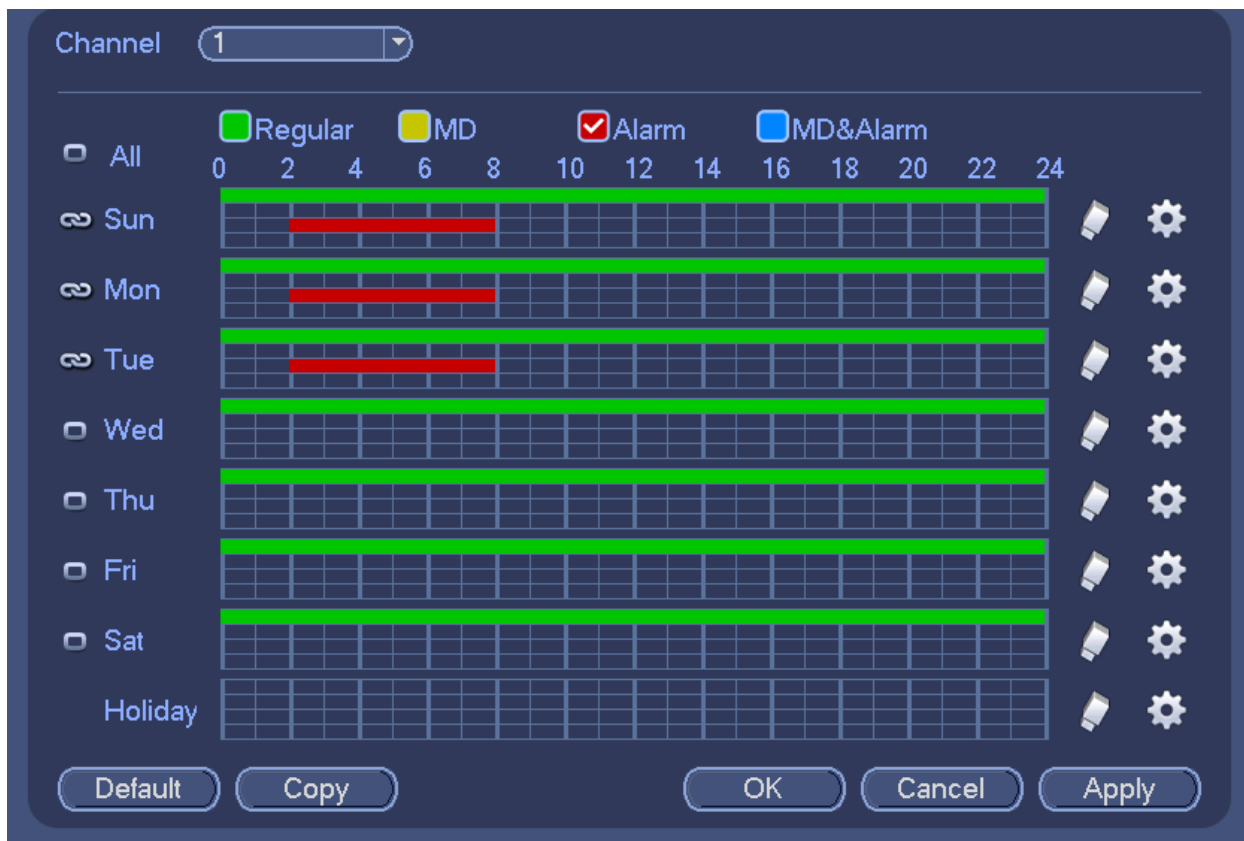 Channel 1
Regular MD Alarm MD&Alarm
All
0 2 4 6 8 10 12 14 16 18 20 22 24
Sun
Mon
Tue
Wed
Thu
Fri
Sat
Holiday
Default Copy OK Cancel Apply